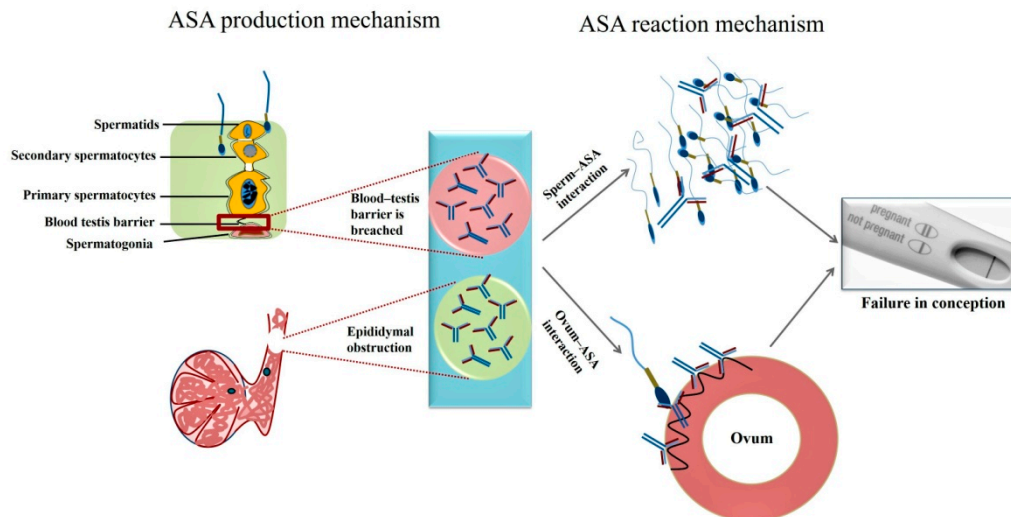 ASA production mechanism
ASA reaction mechanism
Spermatids
Secondary spermatocytes
Primary spermatocytes
Blood testis barrier
Spermatogonia
Blood–testis
barrier is
breached
Epididymal
obstruction
Sperm–ASA
interaction
Ovum–ASA
interaction
Ovum
pregnant
not pregnant
Failure in conception